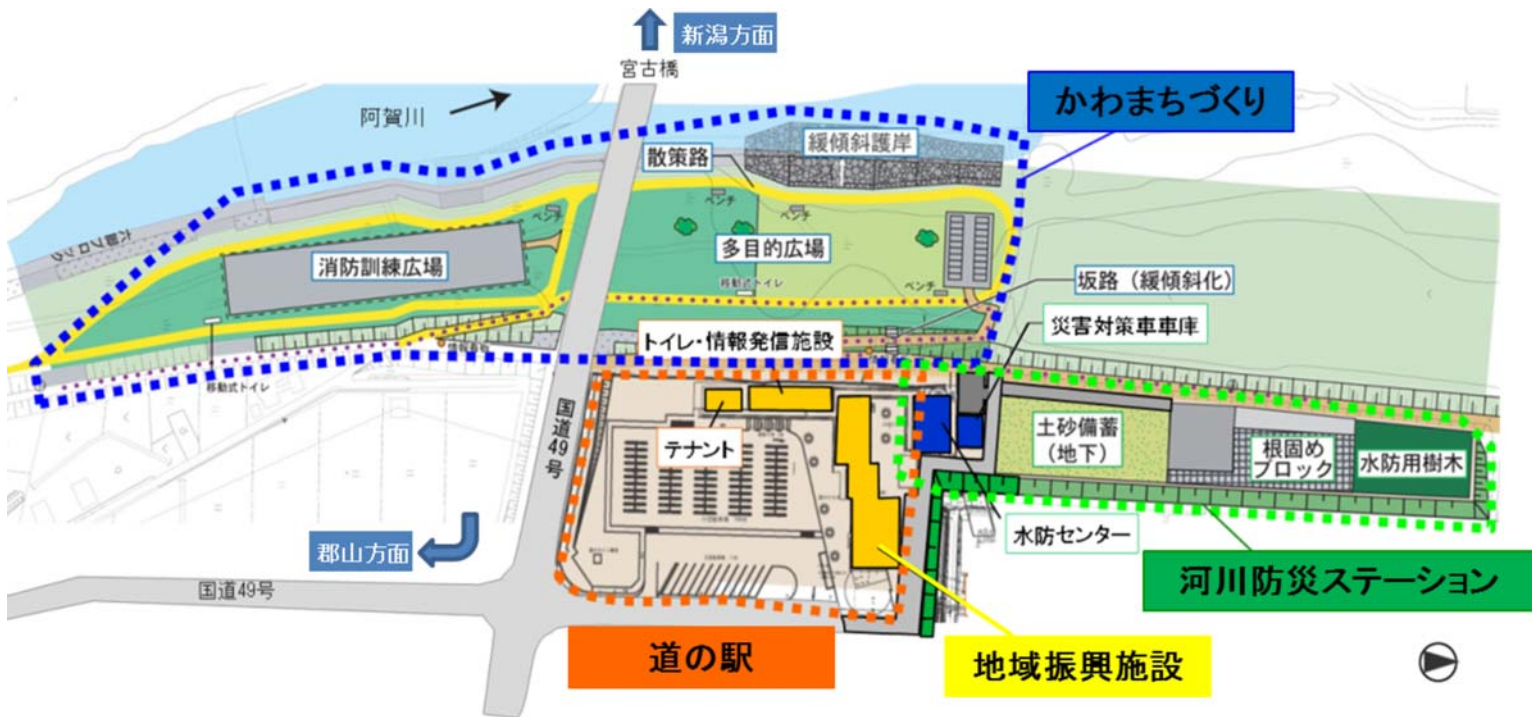 新潟方面
宮古橋
かわまちづくり
阿賀川
緩傾斜護岸
散策路
ベンチ
ベンチ
ベンチ
多目的広場
消防訓練広場
移動式トイレ
ベンチ
坂路（緩傾斜化）
災害対策車車庫
トイレ・情報発信施設
移動式トイレ
国道49号
テナント
土砂備蓄
（地下）
根固め
ブロック
水防用樹木
水防センター
郡山方面
国道49号
河川防災ステーション
道の駅
地域振興施設